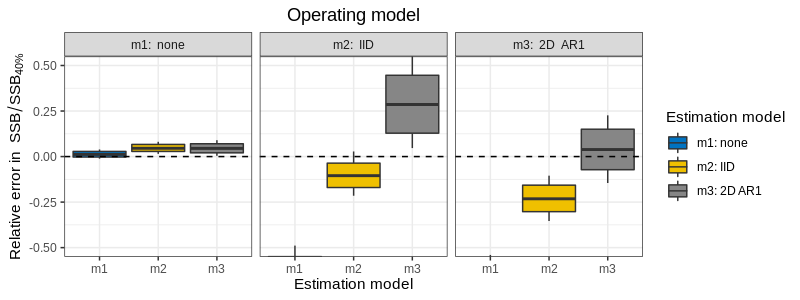 Operating model
m1: none
m2: IID
m3: 2D AR1
Relative error in SSB/SSB40%
0.50
0.25
0.00
-0.25
-0.50
m1 m2 m3
m1 m2 m3
m1 m2 m3
Estimation model
Estimation model
m1: none
m2: IID
m3: 2D AR1